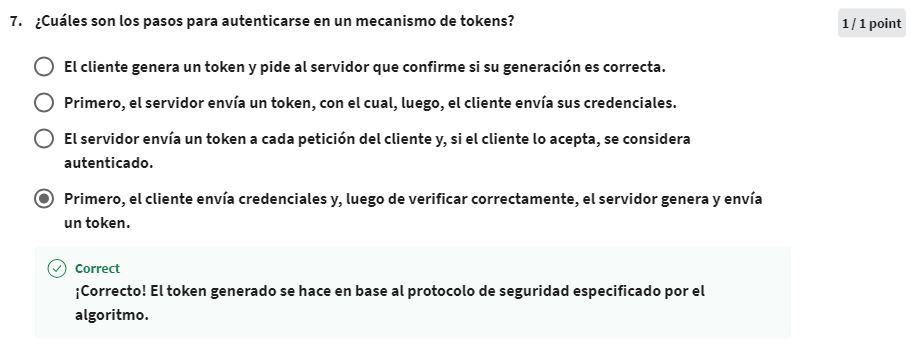 7. ¿Cuáles son los pasos para autenticarse en un mecanismo de tokens?
1 / 1 point
El cliente genera un token y pide al servidor que confirme si su generación es correcta.
Primero, el servidor envía un token, con el cual, luego, el cliente envía sus credenciales.
El servidor envía un token a cada petición del cliente y, si el cliente lo acepta, se considera
autenticado.
Primero, el cliente envía credenciales y, luego de verificar correctamente, el servidor genera y envía
un token.
Correct
¡Correcto! El token generado se hace en base al protocolo de seguridad especificado por el
algoritmo.